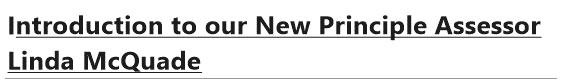 Introduction to our New Principle Assessor
Linda McQuade